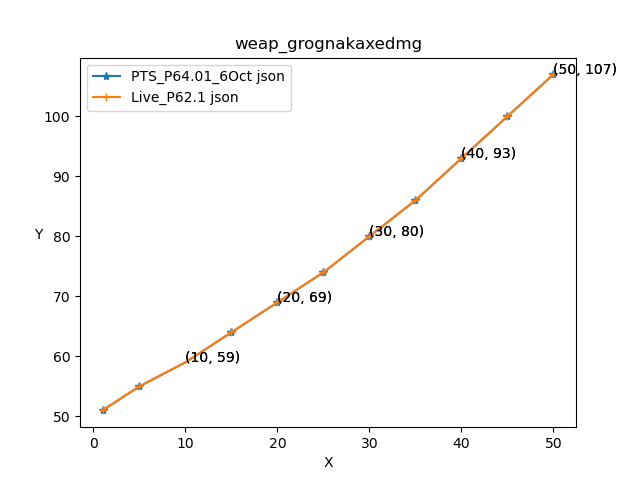 weap_grognakaxedmg
PTS_P64.01_6Oct json
Live_P62.1 json
(50, 107)
(40, 93)
(30, 80)
(20, 69)
(10, 59)
Y
100
90
80
70
60
50
0 10 20 30 40 50
X